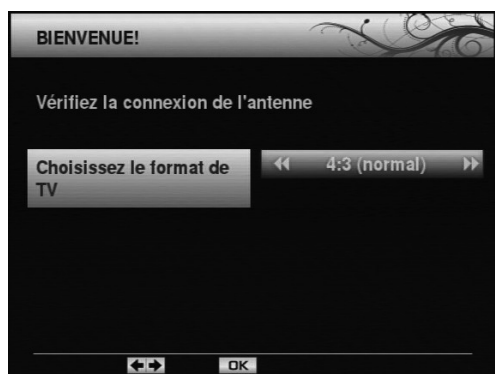 BIENVENUE!
Vérifiez la connexion de l'antenne
Choisissez le format de
TV
4:3 (normal)
OK